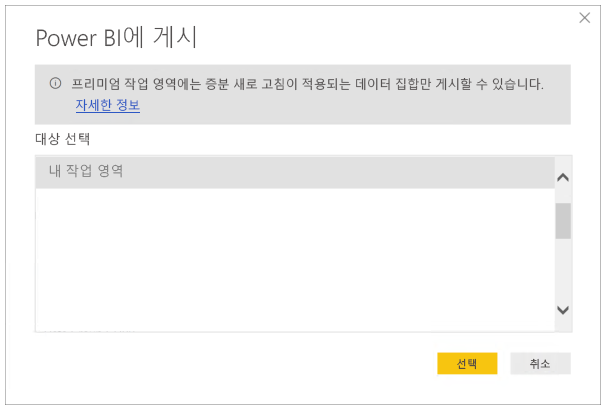 Power BI에 게시
프리미엄 작업 영역에는 증분 새로 고침이 적용되는 데이터 집합만 게시할 수 있습니다.
자세한 정보
대상 선택
내 작업 영역
선택
취소